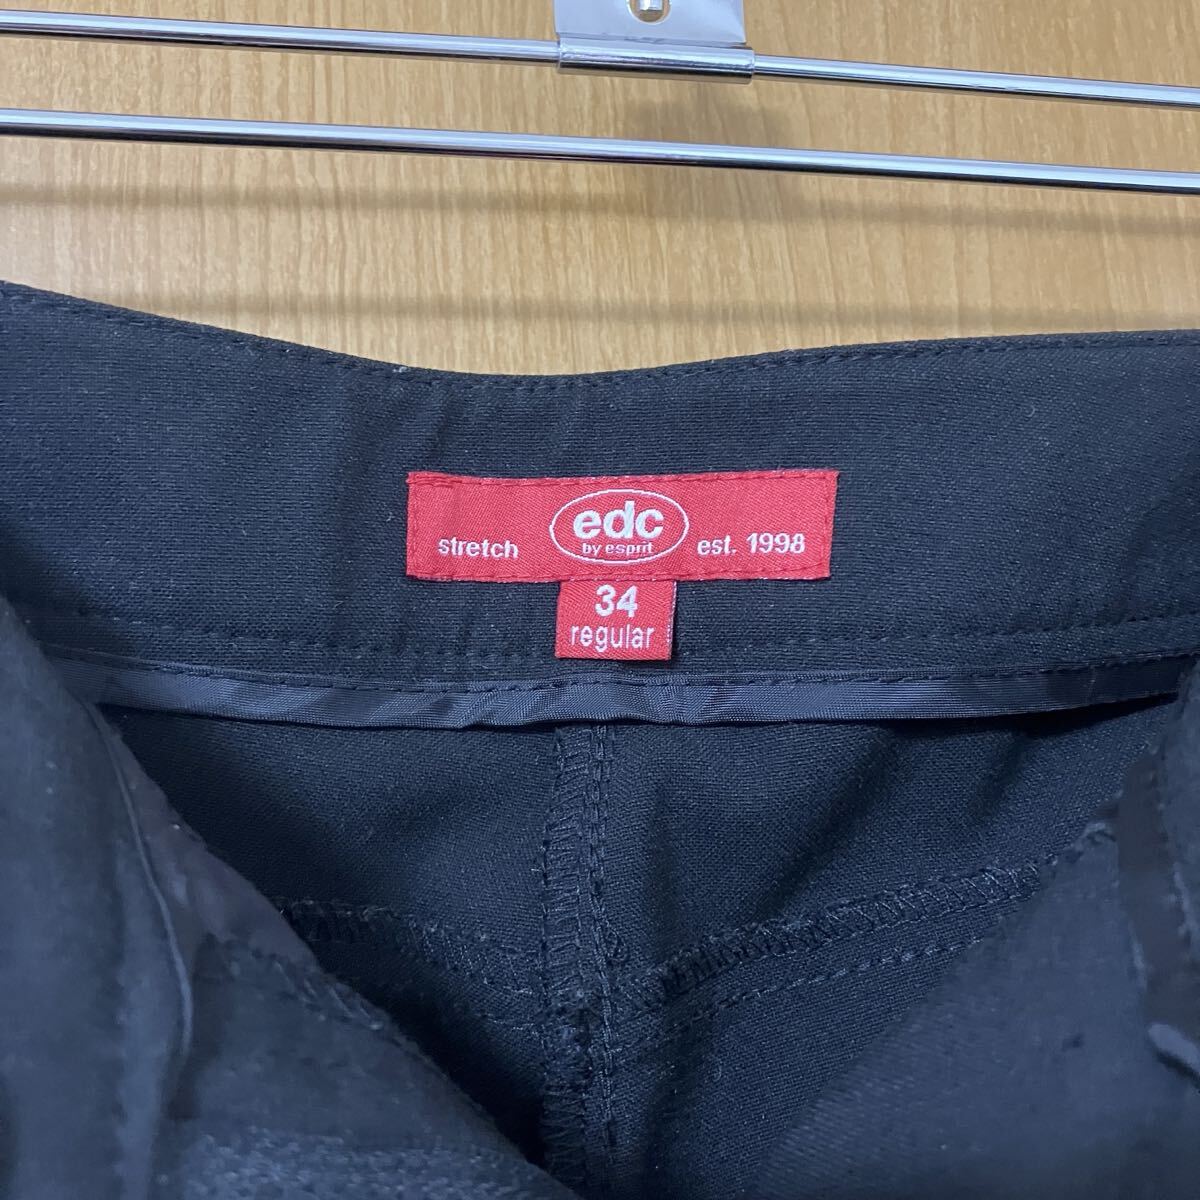 stretch edc est. 1998
by esprit
34
regular